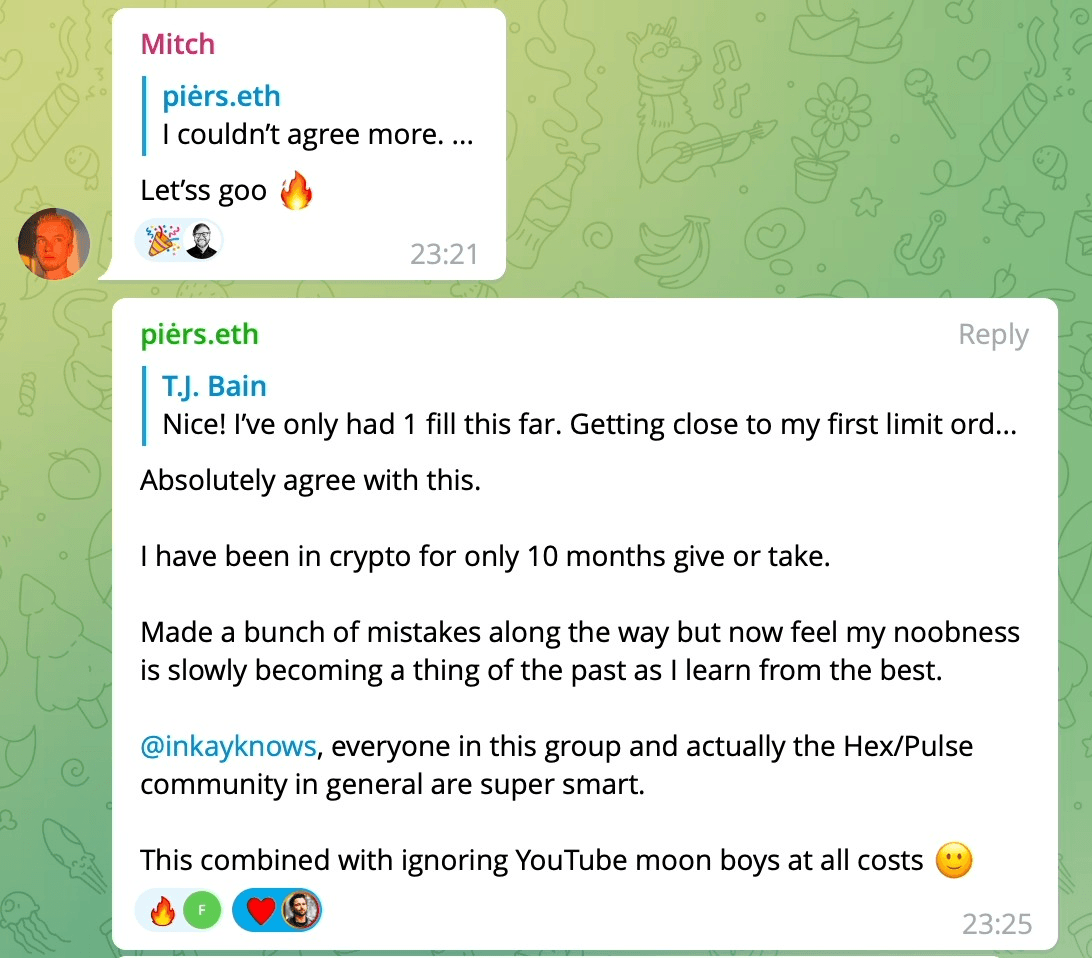 Mitch
piėrs.eth
I couldn’t agree more. ...
Let’ss goo 🔥
23:21
piėrs.eth
Reply
T.J. Bain
Nice! I’ve only had 1 fill this far. Getting close to my first limit ord...
Absolutely agree with this.
I have been in crypto for only 10 months give or take.
Made a bunch of mistakes along the way but now feel my noobness
is slowly becoming a thing of the past as I learn from the best.
@inkayknows, everyone in this group and actually the Hex/Pulse
community in general are super smart.
This combined with ignoring YouTube moon boys at all costs 🙂
F
23:25